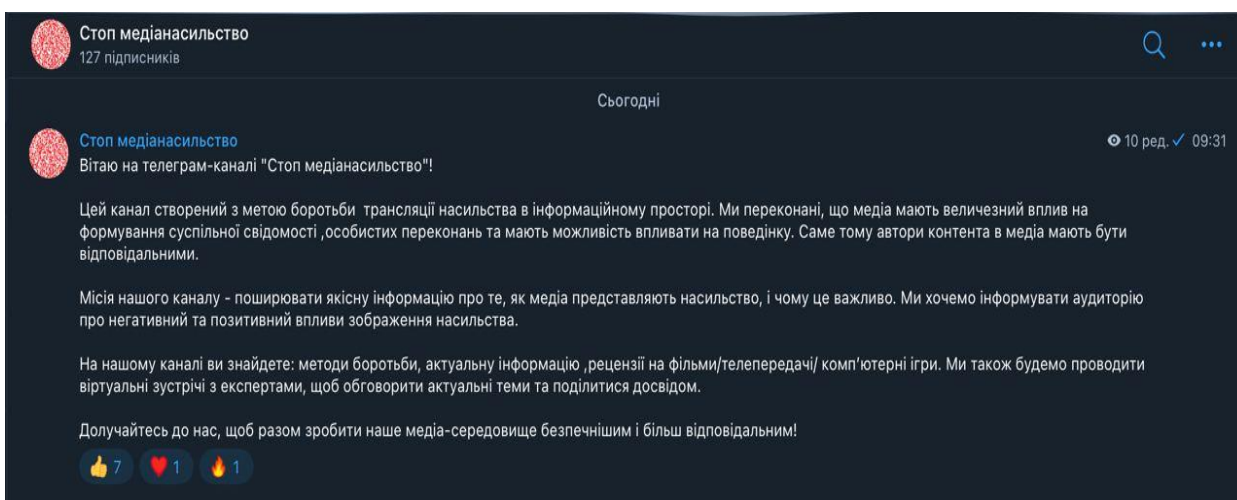 Стоп медіанасильство
127 підписників
Сьогодні
Стоп медіанасильство
10 ред. 09:31
Вітаю на телеграм-каналі "Стоп медіанасильство"!
Цей канал створений з метою боротьби  трансляції насильства в інформаційному просторі. Ми переконані, що медіа мають величезний вплив на
формування суспільної свідомості ,особистих переконань та мають можливість впливати на поведінку. Саме тому автори контента в медіа мають бути
відповідальними.
Місія нашого каналу - поширювати якісну інформацію про те, як медіа представляють насильство, і чому це важливо. Ми хочемо інформувати аудиторію
про негативний та позитивний впливи зображення насильства.
На нашому каналі ви знайдете: методи боротьби, актуальну інформацію ,рецензії на фільми/телепередачі/ комп'ютерні ігри. Ми також будемо проводити
віртуальні зустрічі з експертами, щоб обговорити актуальні теми та поділитися досвідом.
Долучайтесь до нас, щоб разом зробити наше медіа-середовище безпечнішим і більш відповідальним!
👍 7 ❤️ 1 🔥 1